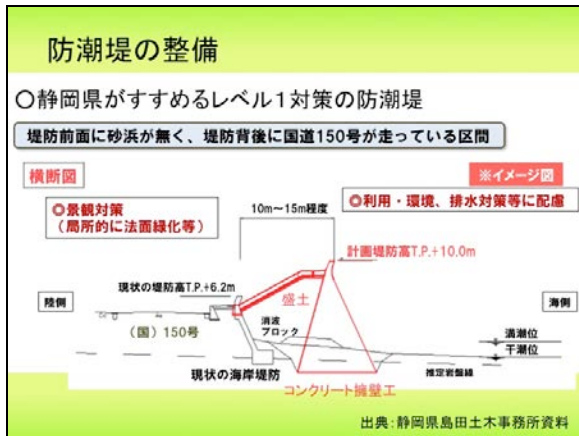 防潮堤の整備
〇静岡県がすすめるレベル1対策の防潮堤
堤防前面に砂浜が無く、堤防背後に国道150号が走っている区間
横断図
※イメージ図
◎景観対策
(局所的に法面緑化等)
10m～15m程度
◎利用・環境、排水対策等に配慮
計画堤防高T.P.+10.0m
現状の堤防高T.P.+6.2m
陸側
盛土
海側
(国)150号
消波
ブロック
満潮位
干潮位
現状の海岸堤防
推定岩盤線
コンクリート擁壁工
出典:静岡県島田土木事務所資料